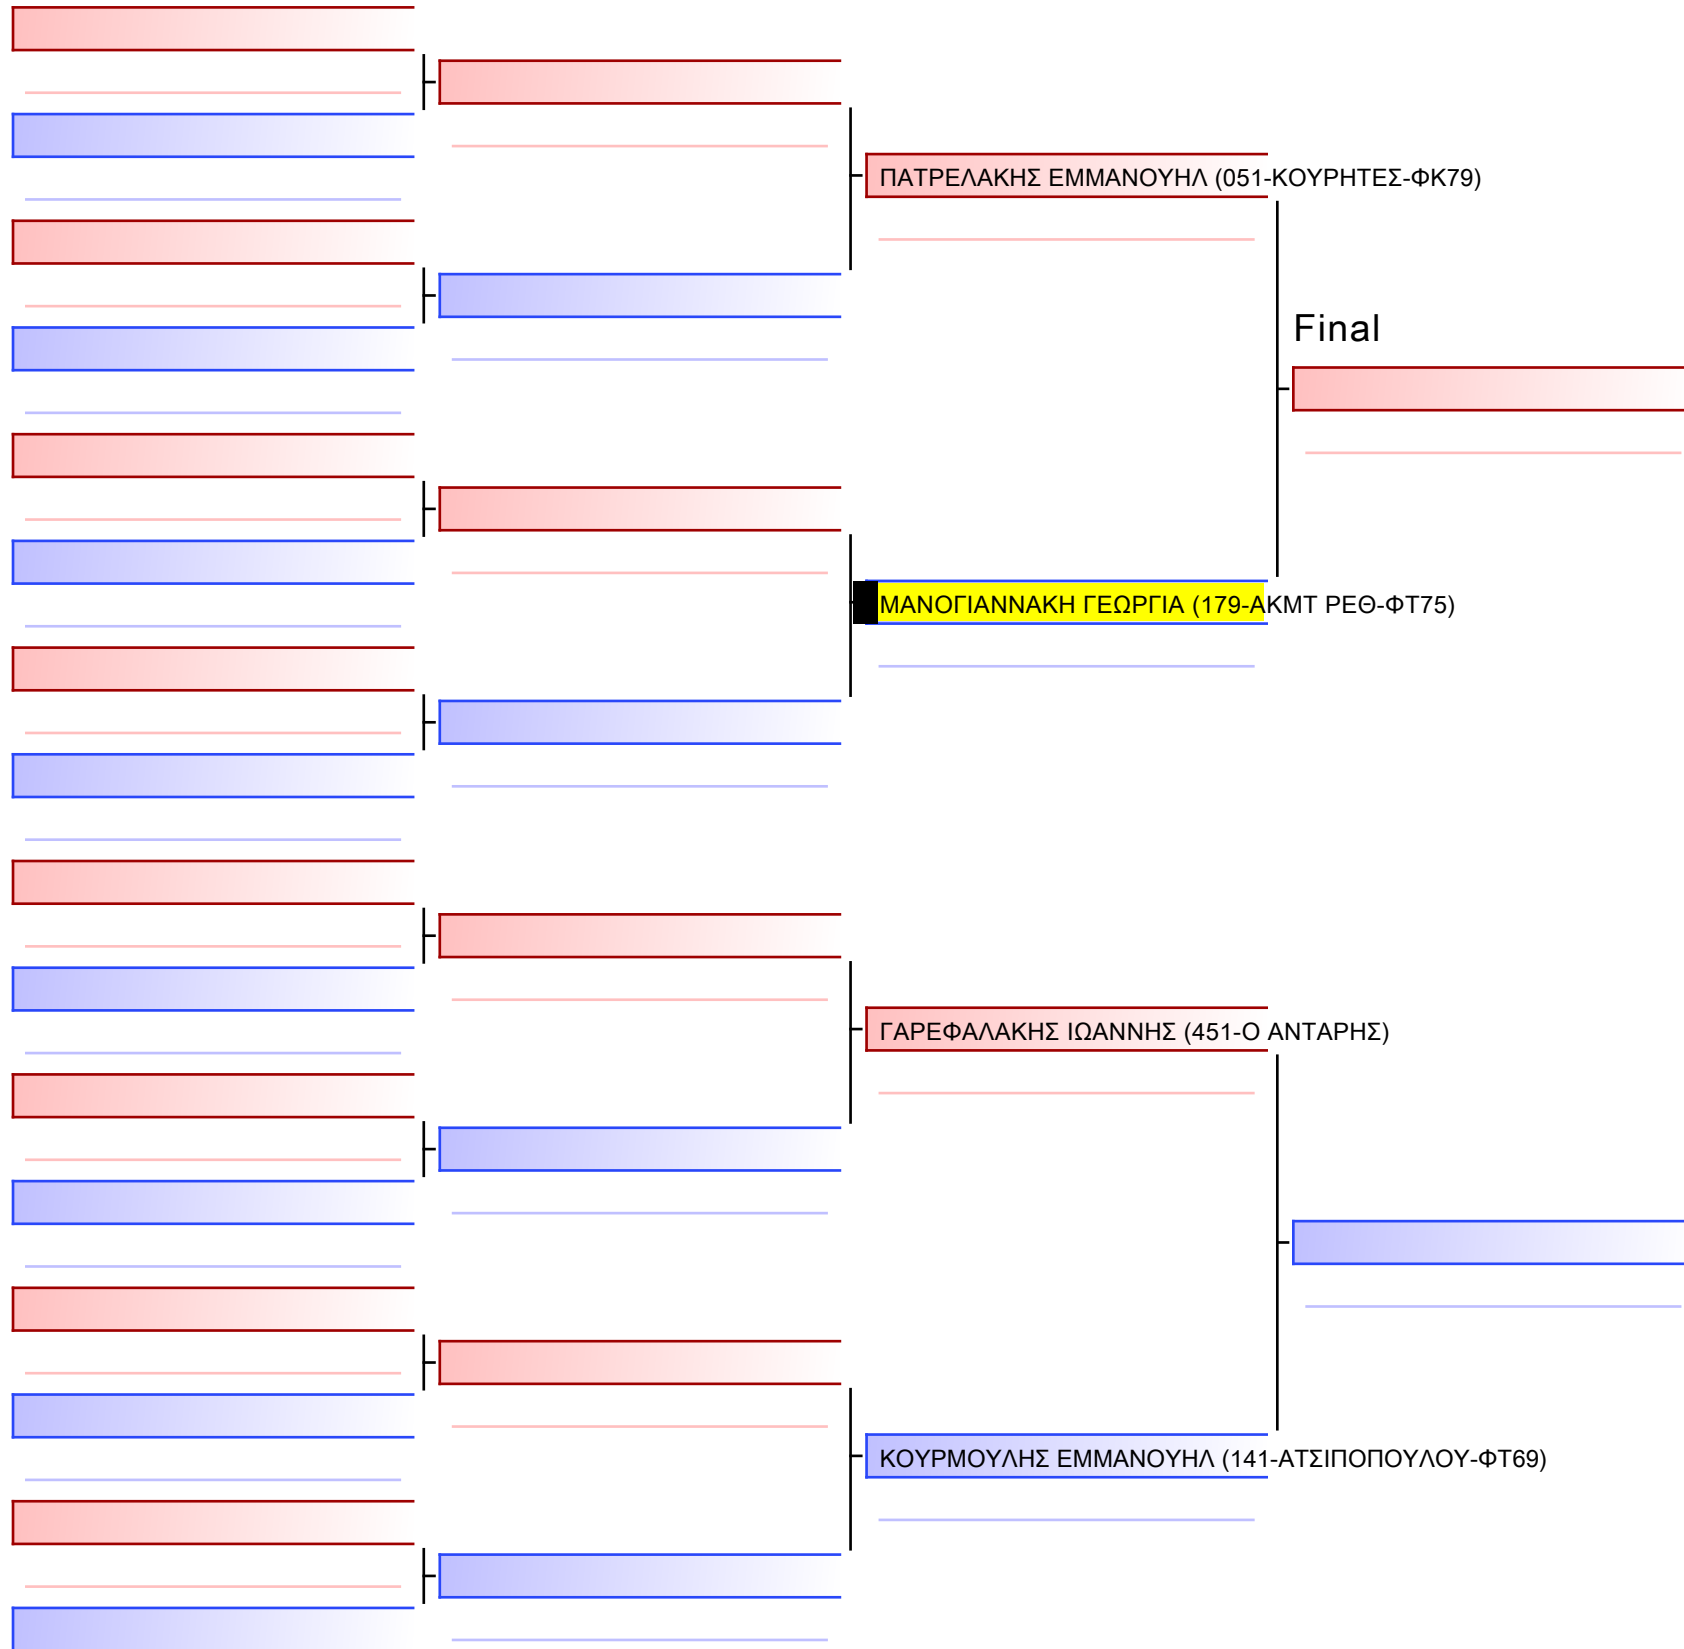 ΠΑΤΡΕΛΑΚΗΣ ΕΜΜΑΝΟΥΗΛ (051-ΚΟΥΡΗΤΕΣ-ΦΚ79)
Final
ΜΑΝΟΓΙΑΝΝΑΚΗ ΓΕΩΡΓΙΑ (179-ΑΚΜΤ ΡΕΘ-ΦΤ75)
ΓΑΡΕΦΑΛΑΚΗΣ ΙΩΑΝΝΗΣ (451-Ο ΑΝΤΑΡΗΣ)
ΚΟΥΡΜΟΥΛΗΣ ΕΜΜΑΝΟΥΗΛ (141-ΑΤΣΙΠΟΠΟΥΛΟΥ-ΦΤ69)